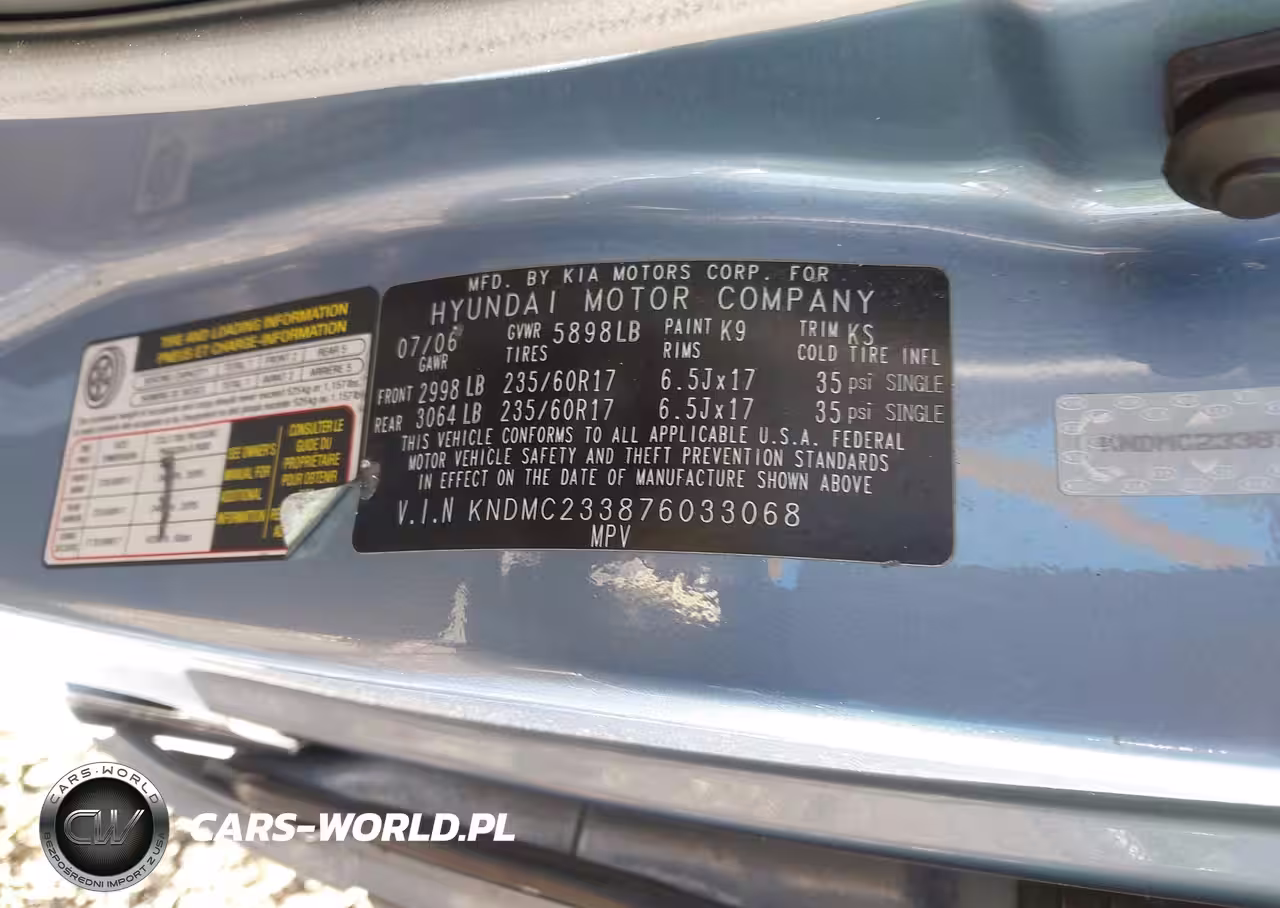 MFD. BY KIA MOTORS CORP. FOR
HYUNDAI MOTOR COMPANY
07/06 GVWR 5898LB PAINT K9 TRIM KS
GAWR TIRES RIMS COLD TIRE INFL
FRONT 2998 LB 235/60R17 6.5Jx17 35 psi SINGLE
REAR 3064 LB 235/60R17 6.5Jx17 35 psi SINGLE
THIS VEHICLE CONFORMS TO ALL APPLICABLE U.S.A. FEDERAL
MOTOR VEHICLE SAFETY AND THEFT PREVENTION STANDARDS
IN EFFECT ON THE DATE OF MANUFACTURE SHOWN ABOVE
V.I.N KNDMC233876033068
MPV
TIRE AND LOADING INFORMATION
PNEUS ET CHARGE-INFORMATION
SEE OWNER'S
MANUAL FOR
ADDITIONAL
INFORMATION
CONSULTER LE
GUIDE DU
PROPRIETAIRE
POUR OBTENIR
KNDMC2338
CARS-WORLD
CW
BEZPOŚREDNI IMPORT Z USA
CARS-WORLD.PL